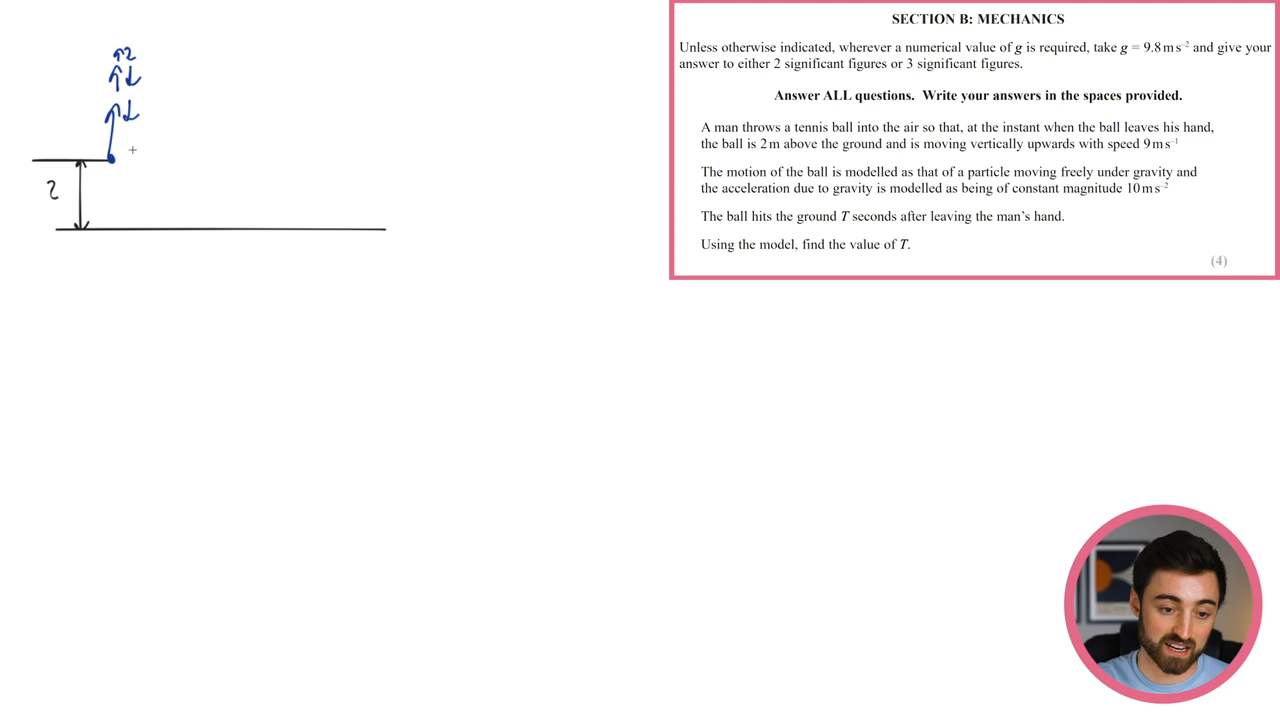 SECTION B: MECHANICS
Unless otherwise indicated, wherever a numerical value of g is required, take g = 9.8 m s⁻² and give your
answer to either 2 significant figures or 3 significant figures.
Answer ALL questions. Write your answers in the spaces provided.
A man throws a tennis ball into the air so that, at the instant when the ball leaves his hand,
the ball is 2 m above the ground and is moving vertically upwards with speed 9 m s⁻¹
The motion of the ball is modelled as that of a particle moving freely under gravity and
the acceleration due to gravity is modelled as being of constant magnitude 10 m s⁻²
The ball hits the ground T seconds after leaving the man's hand.
Using the model, find the value of T.
(4)
2